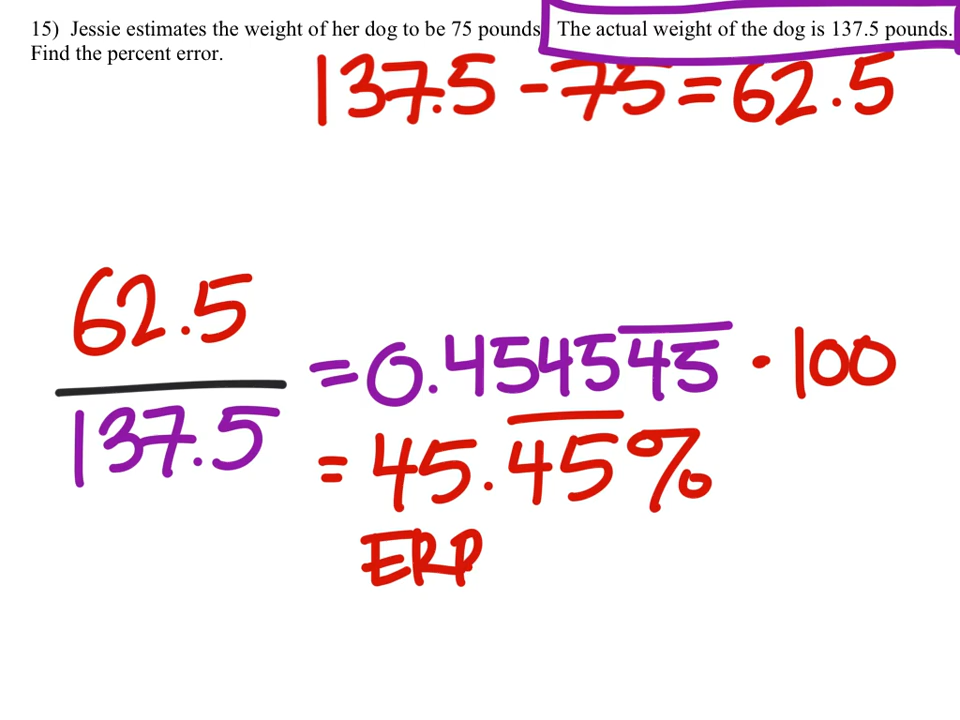 15) Jessie estimates the weight of her dog to be 75 pounds. The actual weight of the dog is 137.5 pounds.
Find the percent error.
137.5 - 75 = 62.5
62.5
137.5
= 0.454545 · 100
= 45.45%
ERP